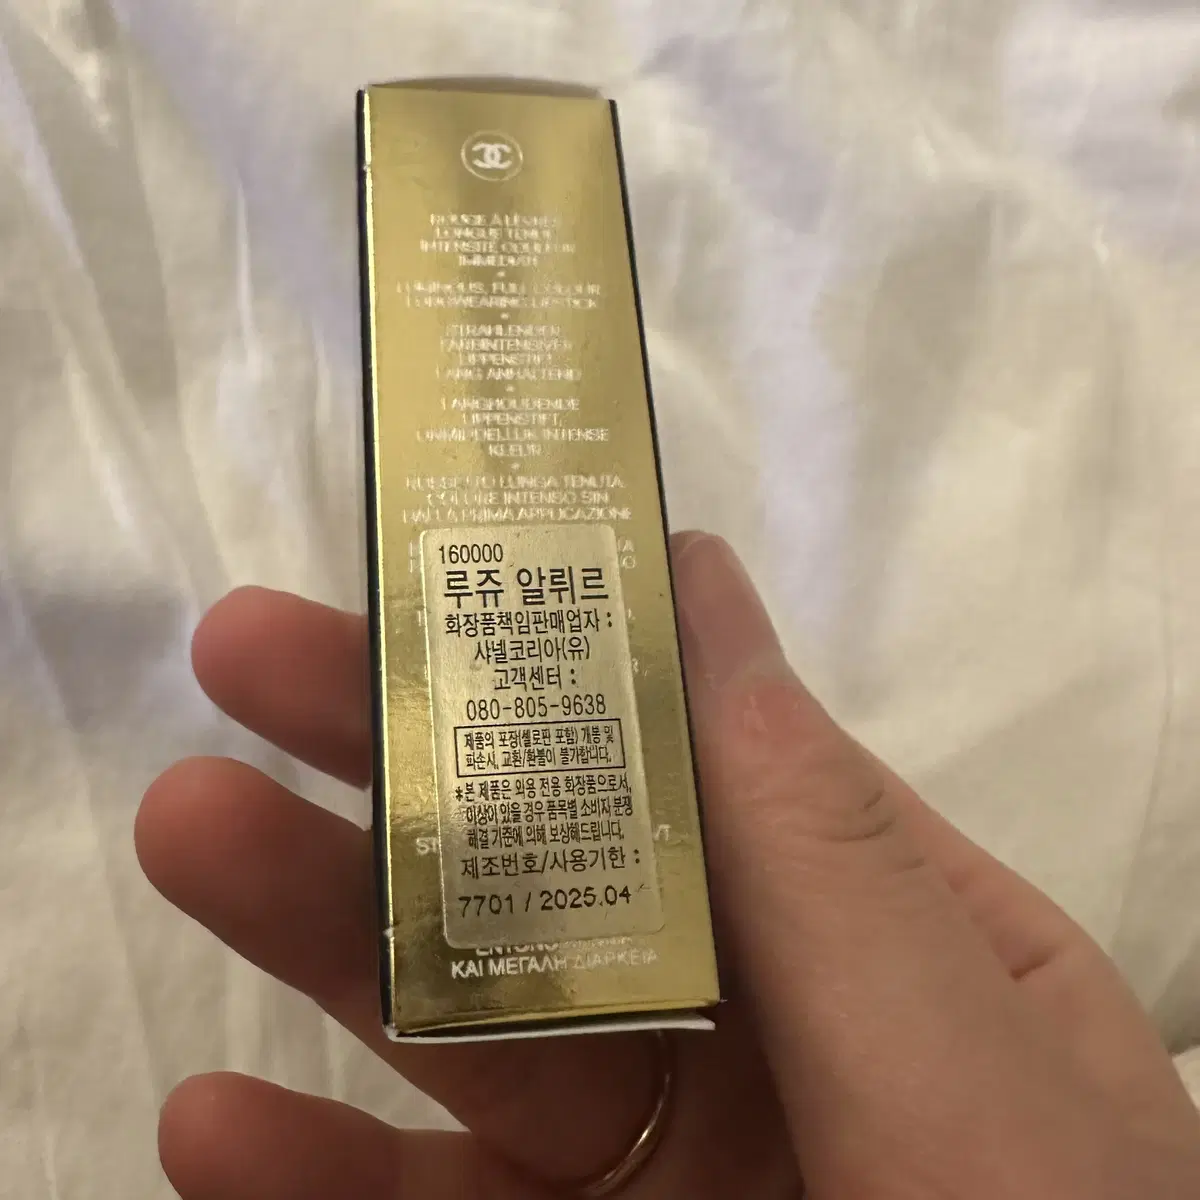 ROUGE À LÈVRES
LONGUE TENUE
INTENSITÉ COULEUR
IMMÉDIATE
LUMINOUS, FULL COLOUR
LONGWEARING LIPSTICK
STRAHLENDER
FARBINTENSIVER
LIPPENSTIFT
LANG ANHALTEND
LANGHOUDENDE
LIPPENSTIFT,
ONMIDDELLIJK INTENSE
KLEUR
ROSSETTO LUNGA TENUTA,
COLORE INTENSO SIN
DALLA PRIMA APPLICAZIONE
160000
루쥬 알뤼르
화장품책임판매업자 :
샤넬코리아(유)
고객센터 :
080-805-9638
제품의 포장(셀로판 포함) 개봉 및
파손시, 교환/환불이 불가합니다.
*본 제품은 외용 전용 화장품으로서,
이상이 있을 경우 품목별 소비자 분쟁
해결 기준에 의해 보상해드립니다.
제조번호/사용기한 :
7701 / 2025.04
ΚΑΙ ΜΕΓΑΛΗ ΔΙΑΡΚΕΙΑ